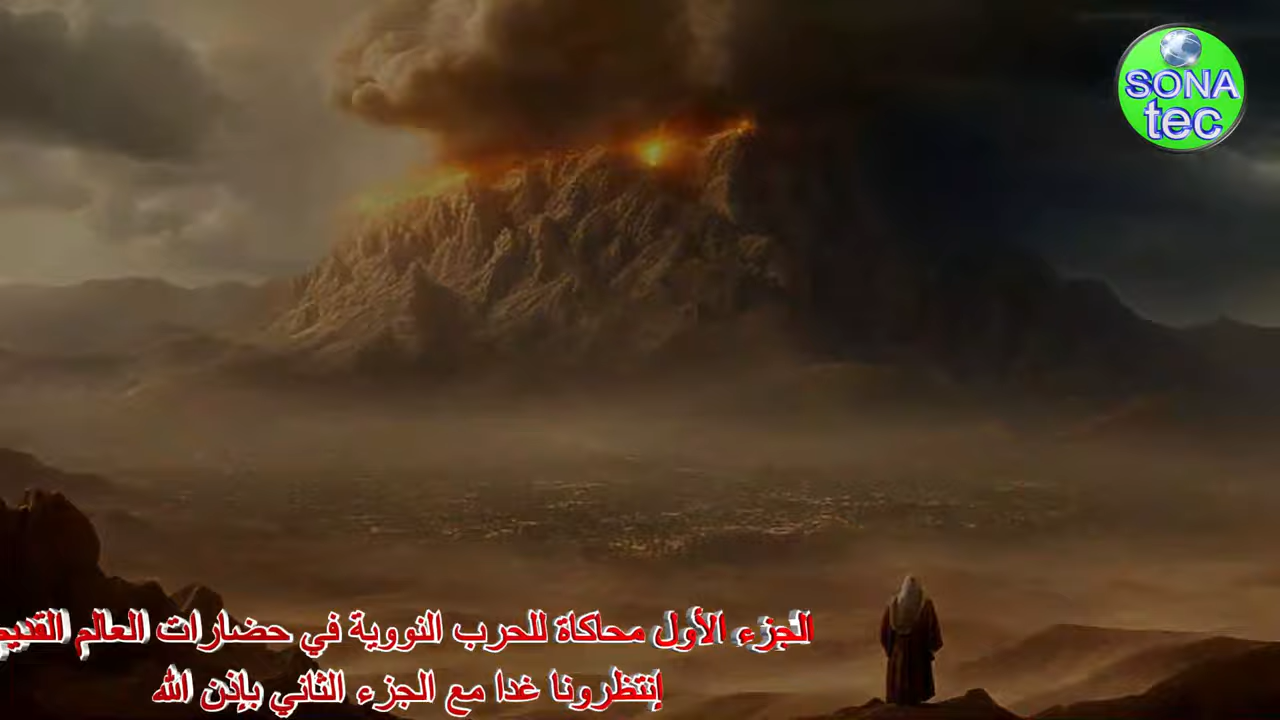 SONA
tec
الجزء الأول محاكاة للحرب النووية في حضارات العالم القديم
إنتظرونا غدا مع الجزء الثاني بإذن الله